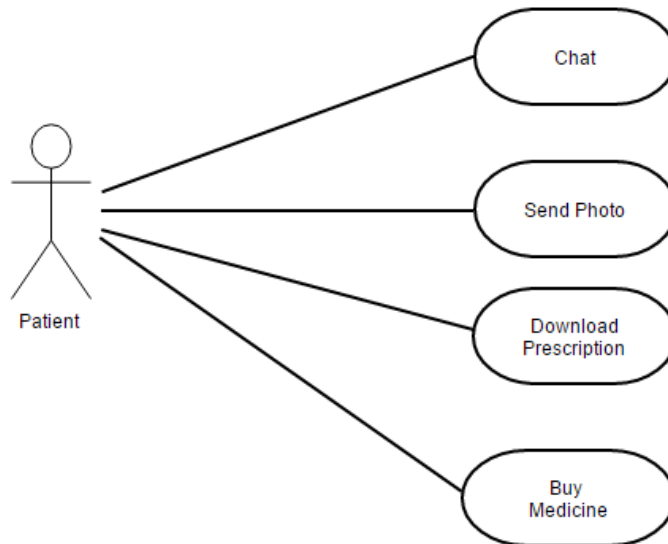 Chat
Send Photo
Patient
Download
Prescription
Buy
Medicine